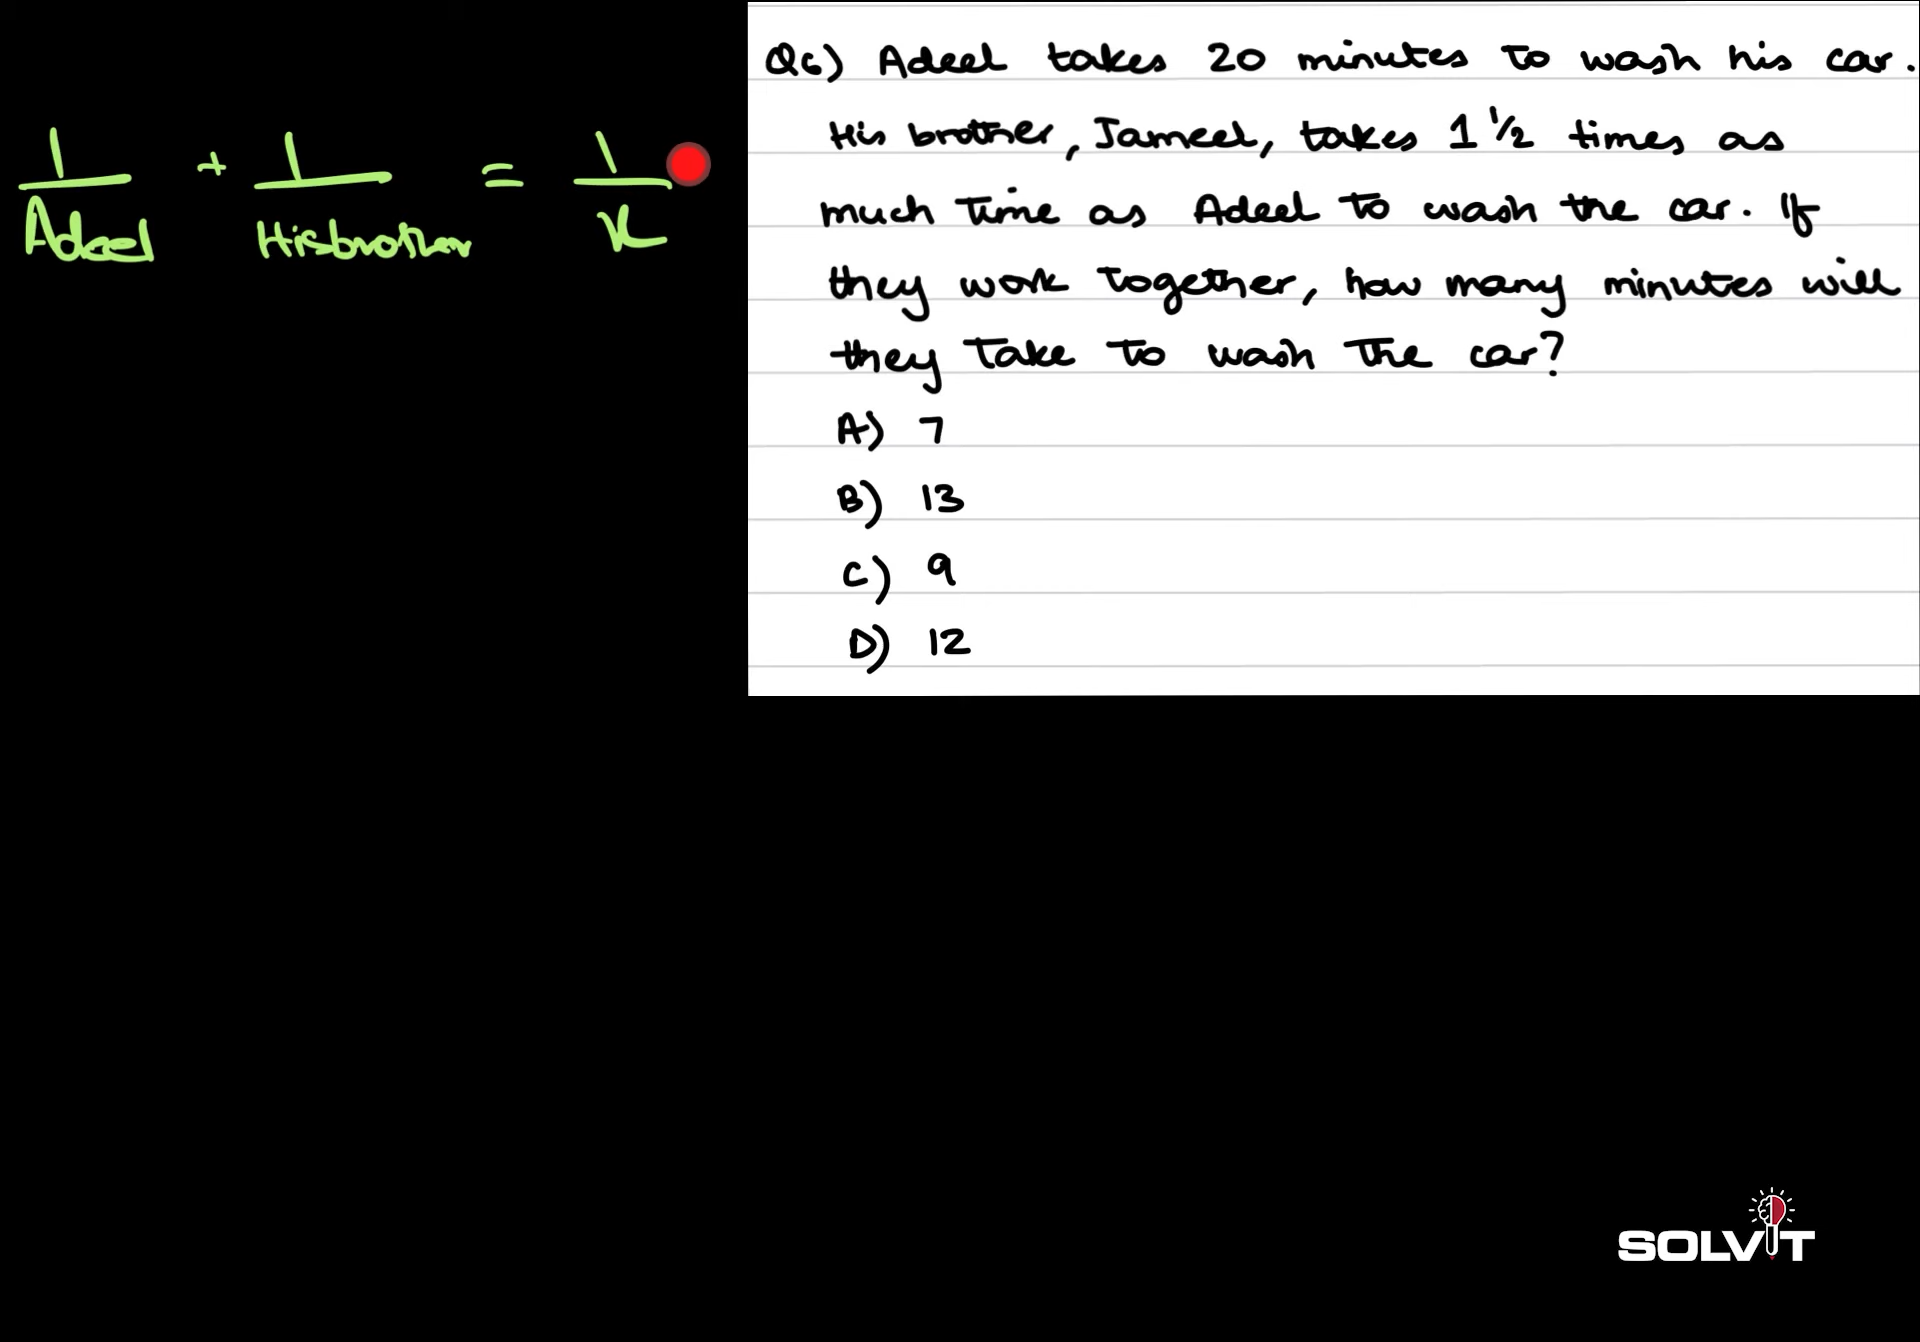 1/Adeel + 1/His brother = 1/x
Q6) Adeel takes 20 minutes to wash his car.
His brother, Jameel, takes 1 1/2 times as
much time as Adeel to wash the car. If
they work together, how many minutes will
they take to wash the car?
A) 7
B) 13
C) 9
D) 12
SOLVIT